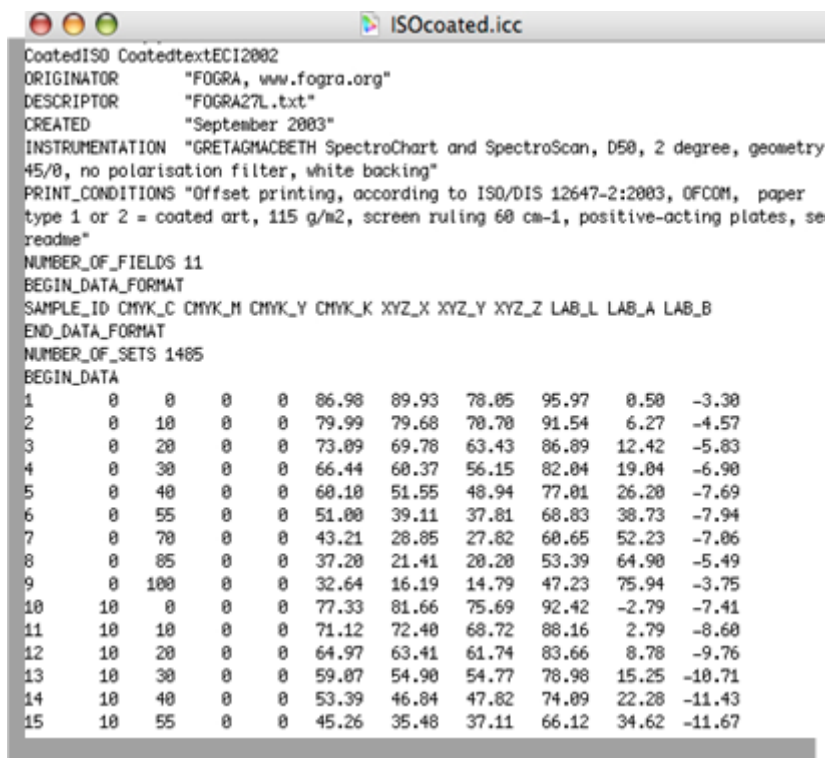 ISOcoated.icc
CoatedISO CoatedtextECI2002
ORIGINATOR "FOGRA, www.fogra.org"
DESCRIPTOR "FOGRA27L.txt"
CREATED "September 2003"
INSTRUMENTATION "GRETAGMACBETH SpectroChart and SpectroScan, D50, 2 degree, geometry
45/0, no polarisation filter, white backing"
PRINT_CONDITIONS "Offset printing, according to ISO/DIS 12647-2:2003, OFCOM, paper
type 1 or 2 = coated art, 115 g/m2, screen ruling 60 cm-1, positive-acting plates, se
readme"
NUMBER_OF_FIELDS 11
BEGIN_DATA_FORMAT
SAMPLE_ID CMYK_C CMYK_M CMYK_Y CMYK_K XYZ_X XYZ_Y XYZ_Z LAB_L LAB_A LAB_B
END_DATA_FORMAT
NUMBER_OF_SETS 1485
BEGIN_DATA
1 0 0 0 0 86.98 89.93 78.05 95.97 0.50 -3.30
2 0 10 0 0 79.99 79.68 70.70 91.54 6.27 -4.57
3 0 20 0 0 73.09 69.78 63.43 86.89 12.42 -5.83
4 0 30 0 0 66.44 60.37 56.15 82.04 19.04 -6.90
5 0 40 0 0 60.10 51.55 48.94 77.01 26.20 -7.69
6 0 55 0 0 51.00 39.11 37.81 68.83 38.73 -7.94
7 0 70 0 0 43.21 28.85 27.82 60.65 52.23 -7.06
8 0 85 0 0 37.20 21.41 20.20 53.39 64.90 -5.49
9 0 100 0 0 32.64 16.19 14.79 47.23 75.94 -3.75
10 10 0 0 0 77.33 81.66 75.69 92.42 -2.79 -7.41
11 10 10 0 0 71.12 72.40 68.72 88.16 2.79 -8.60
12 10 20 0 0 64.97 63.41 61.74 83.66 8.78 -9.76
13 10 30 0 0 59.07 54.90 54.77 78.98 15.25 -10.71
14 10 40 0 0 53.39 46.84 47.82 74.09 22.28 -11.43
15 10 55 0 0 45.26 35.48 37.11 66.12 34.62 -11.67